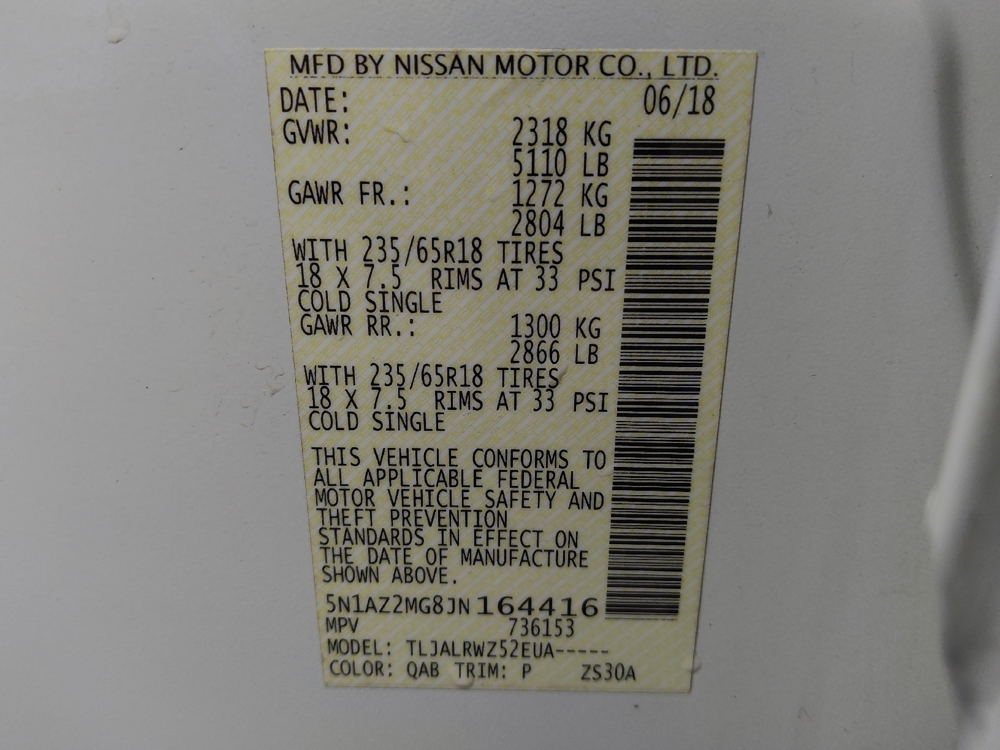 MFD BY NISSAN MOTOR CO., LTD.
DATE: 06/18
GVWR: 2318 KG
5110 LB
GAWR FR.: 1272 KG
2804 LB
WITH 235/65R18 TIRES
18 X 7.5 RIMS AT 33 PSI
COLD SINGLE
GAWR RR.: 1300 KG
2866 LB
WITH 235/65R18 TIRES
18 X 7.5 RIMS AT 33 PSI
COLD SINGLE
THIS VEHICLE CONFORMS TO
ALL APPLICABLE FEDERAL
MOTOR VEHICLE SAFETY AND
THEFT PREVENTION
STANDARDS IN EFFECT ON
THE DATE OF MANUFACTURE
SHOWN ABOVE.
5N1AZ2MG8JN164416
MPV 736153
MODEL: TLJALRWZ52EUA-----
COLOR: QAB TRIM: P ZS30A